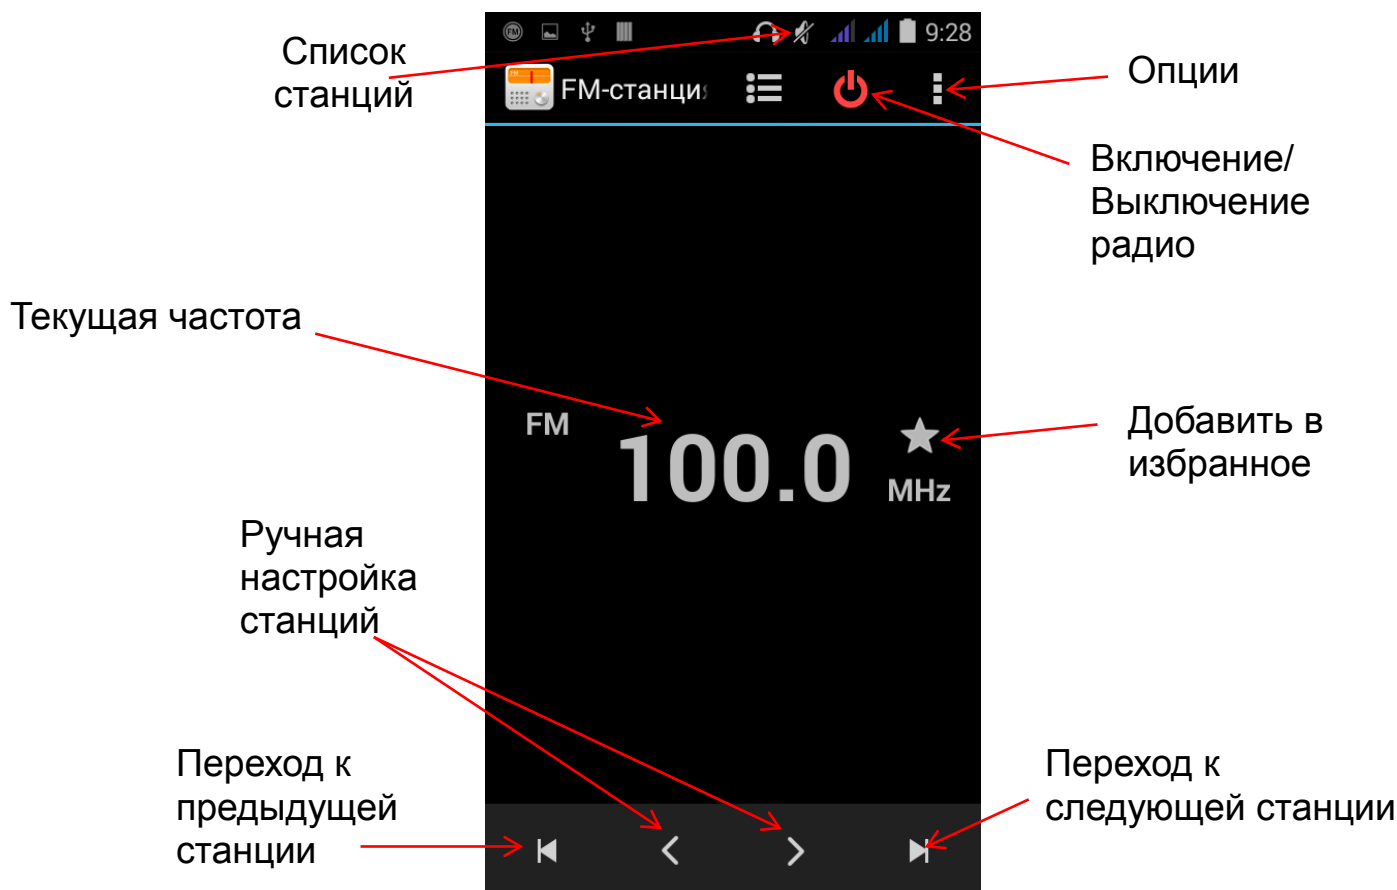 9:28
Список
станций
FM-станция
Опции
Включение/
Выключение
радио
Текущая частота
FM
100.0
MHz
Добавить в
избранное
Ручная
настройка
станций
Переход к
предыдущей
станции
Переход к
следующей станции